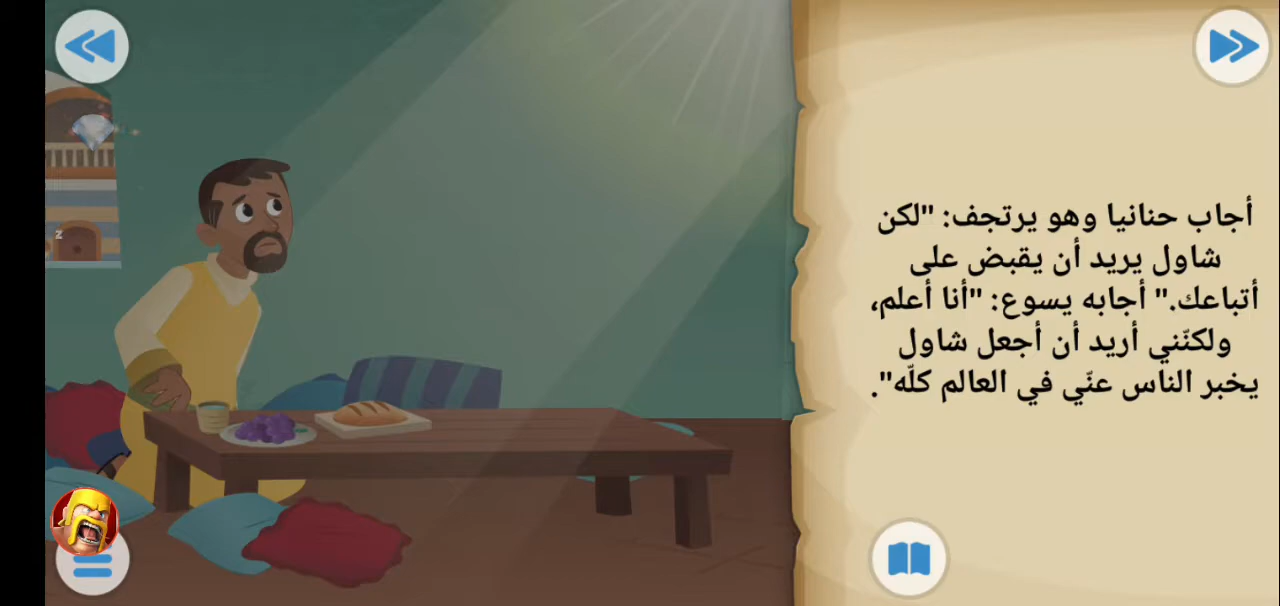 أجاب حنانيا وهو يرتجف: "لكن
شاول يريد أن يقبض على
أتباعك." أجابه يسوع: "أنا أعلم،
ولكنّني أريد أن أجعل شاول
يخبر الناس عنّي في العالم كلّه".
z